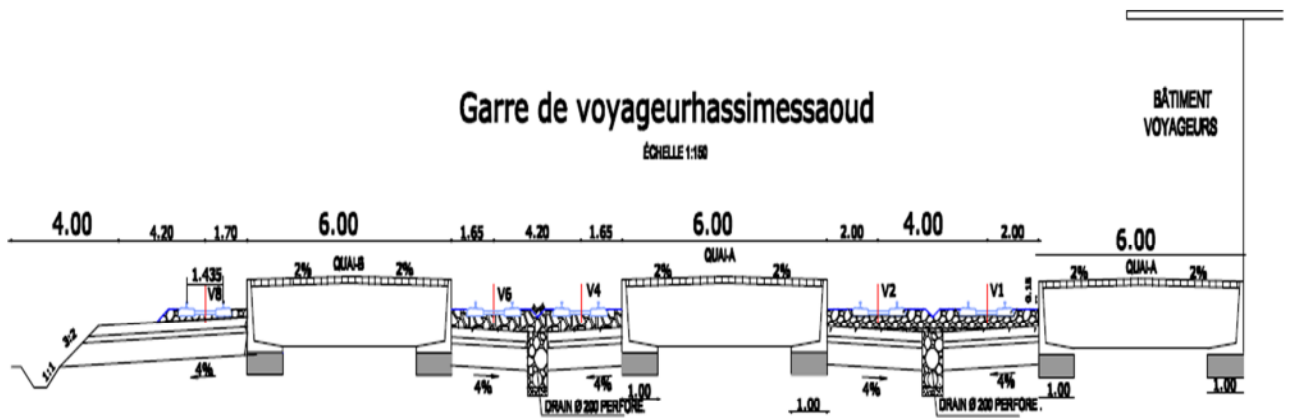 Garre de voyageurhassimessaoud
ÉCHELLE 1:150
BÂTIMENT
VOYAGEURS
4.00 4.20 1.70 6.00 1.65 4.20 1.65 6.00 2.00 4.00 2.00 6.00
1.435 V8 2% QUAI-B 2% V6 V4 2% QUAI-A 2% V2 V1 2% QUAI-A 2%
3:2
1:1
4% 4% 4% 4% 4%
1.00 1.00 1.00 1.00
DRAIN Ø 200 PERFORE. DRAIN Ø 200 PERFORE.